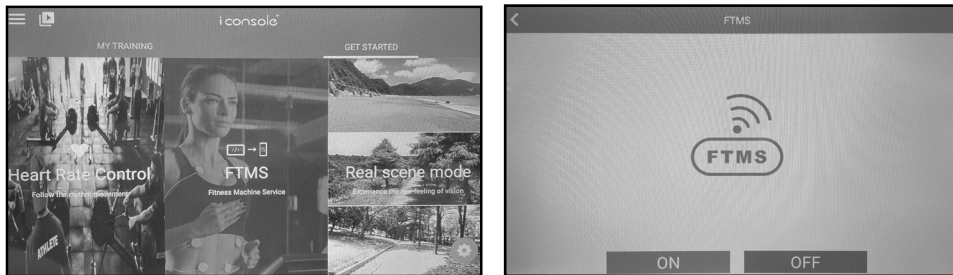 iconsole+
MY TRAINING
GET STARTED
Heart Rate Control
Follow the rhythm movement
ATHLETE
FTMS
Fitness Machine Service
Real scene mode
Experience the real feeling of vision
FTMS
FTMS
ON
OFF